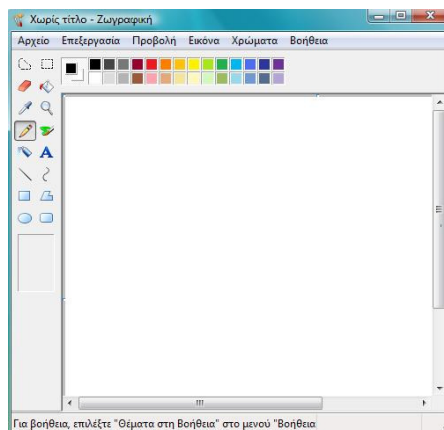 Χωρίς τίτλο - Ζωγραφική
Αρχείο Επεξεργασία Προβολή Εικόνα Χρώματα Βοήθεια
A
Για βοήθεια, επιλέξτε "Θέματα στη Βοήθεια" στο μενού "Βοήθεια